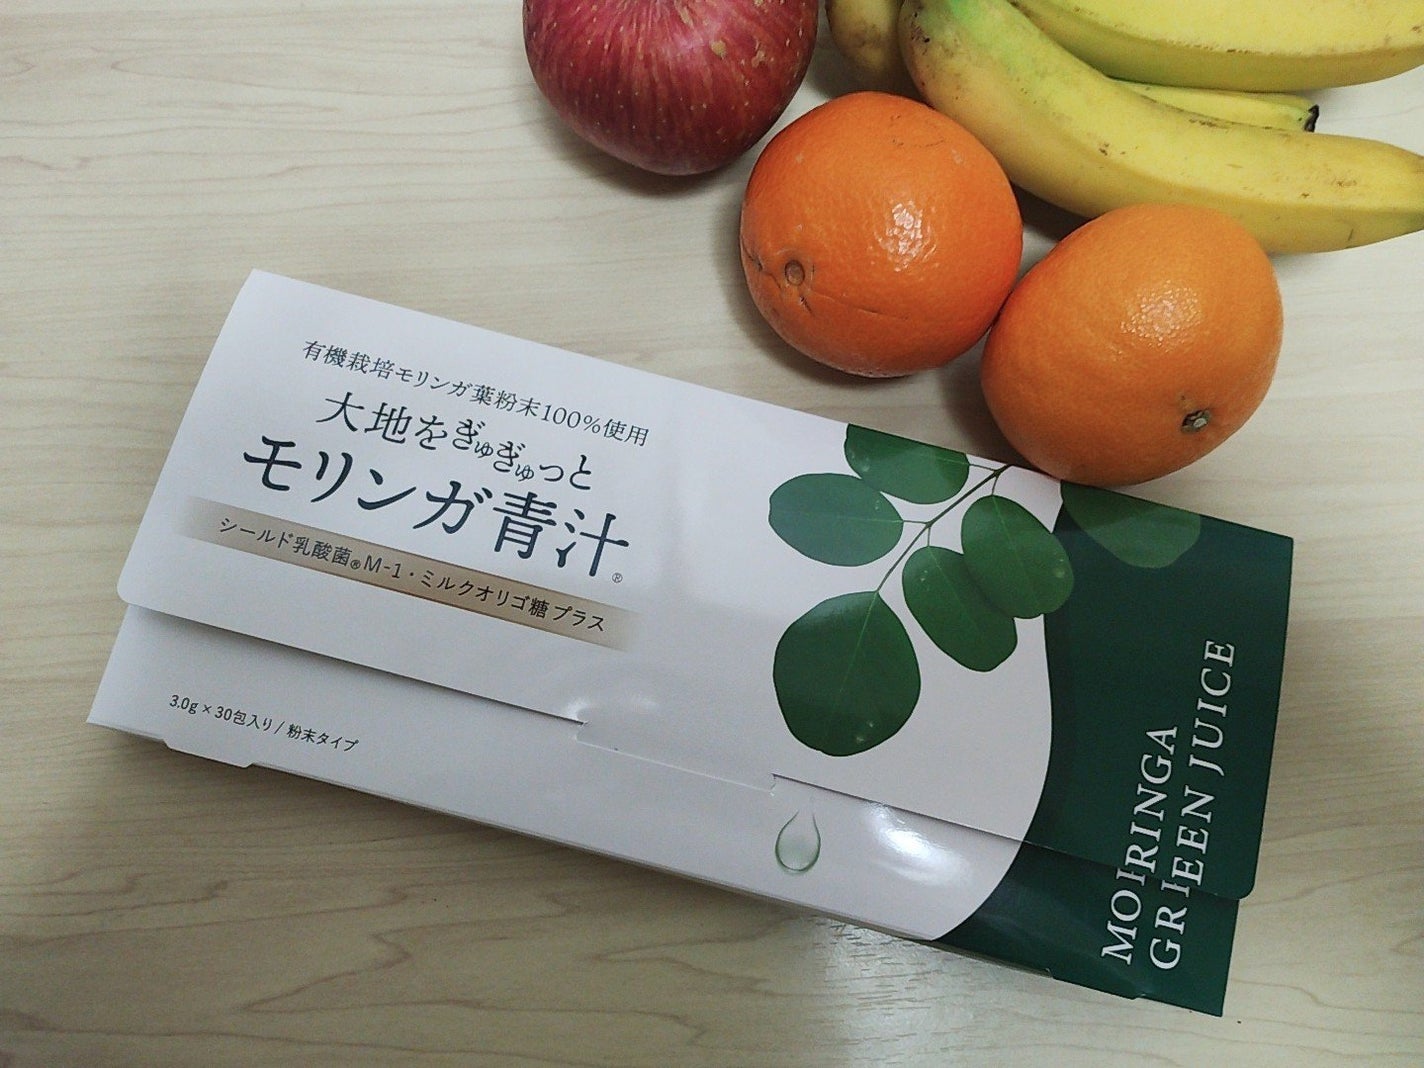 有機栽培モリンガ葉粉末100%使用
大地をぎゅぎゅっと
モリンガ青汁®
シールド乳酸菌®M-1・ミルクオリゴ糖 プラス
3.0g×30包入り/ 粉末タイプ
MORINGA
GREEN JUICE